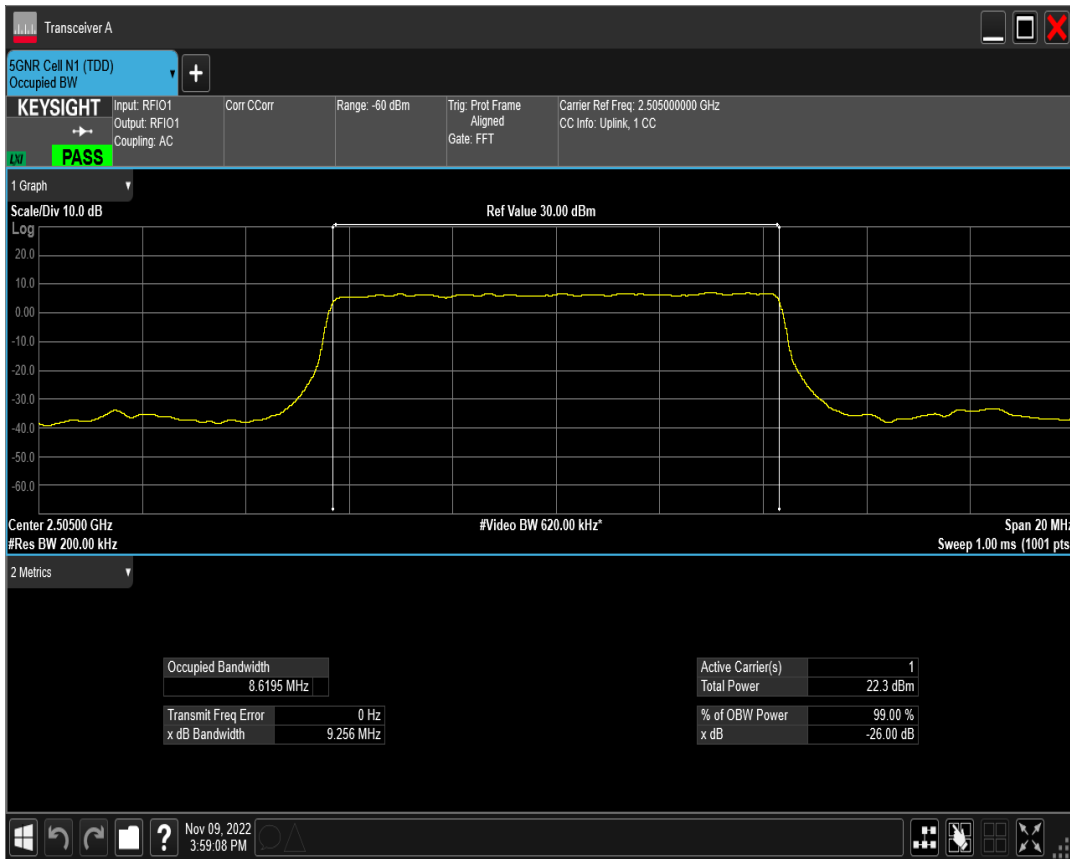 Transceiver A
5GNR Cell N1 (TDD)
Occupied BW
+
KEYSIGHT
LXI
PASS
Input: RFIO1
Output: RFIO1
Coupling: AC
Corr CCorr
Range: -60 dBm
Trig: Prot Frame
Aligned
Gate: FFT
Carrier Ref Freq: 2.505000000 GHz
CC Info: Uplink, 1 CC
1 Graph
Scale/Div 10.0 dB
Ref Value 30.00 dBm
Log
20.0
10.0
0.00
-10.0
-20.0
-30.0
-40.0
-50.0
-60.0
Center 2.50500 GHz
#Video BW 620.00 kHz*
Span 20 MHz
#Res BW 200.00 kHz
Sweep 1.00 ms (1001 pts
2 Metrics
Occupied Bandwidth
8.6195 MHz
Transmit Freq Error 0 Hz
x dB Bandwidth 9.256 MHz
Active Carrier(s) 1
Total Power 22.3 dBm
% of OBW Power 99.00 %
x dB -26.00 dB
?
Nov 09, 2022
3:59:08 PM